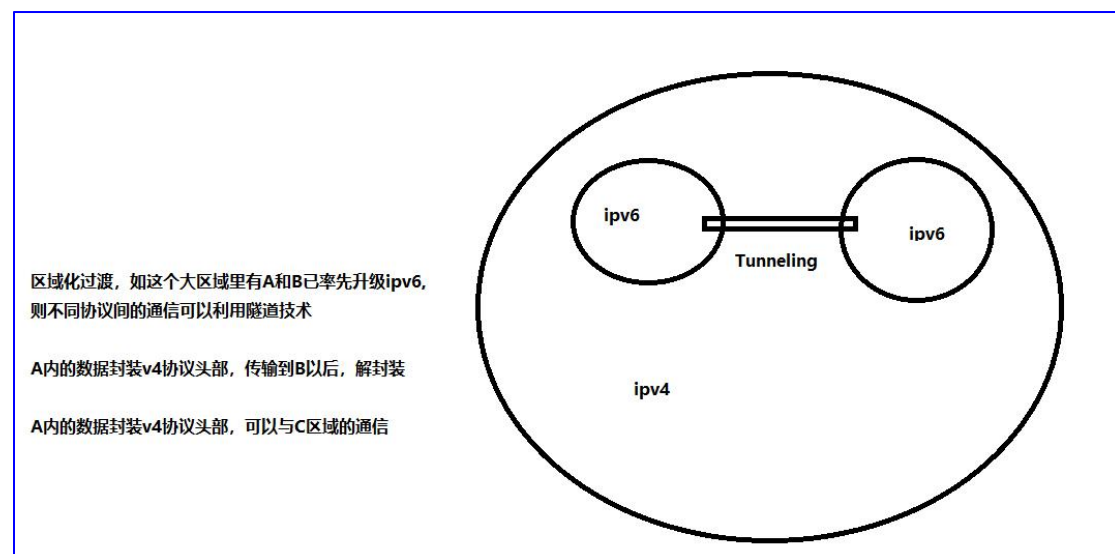 ipv6
ipv6
Tunneling
区域化过渡，如这个大区域里有A和B已率先升级ipv6,
则不同协议间的通信可以利用隧道技术
A内的数据封装v4协议头部，传输到B以后，解封装
ipv4
A内的数据封装v4协议头部，可以与C区域的通信